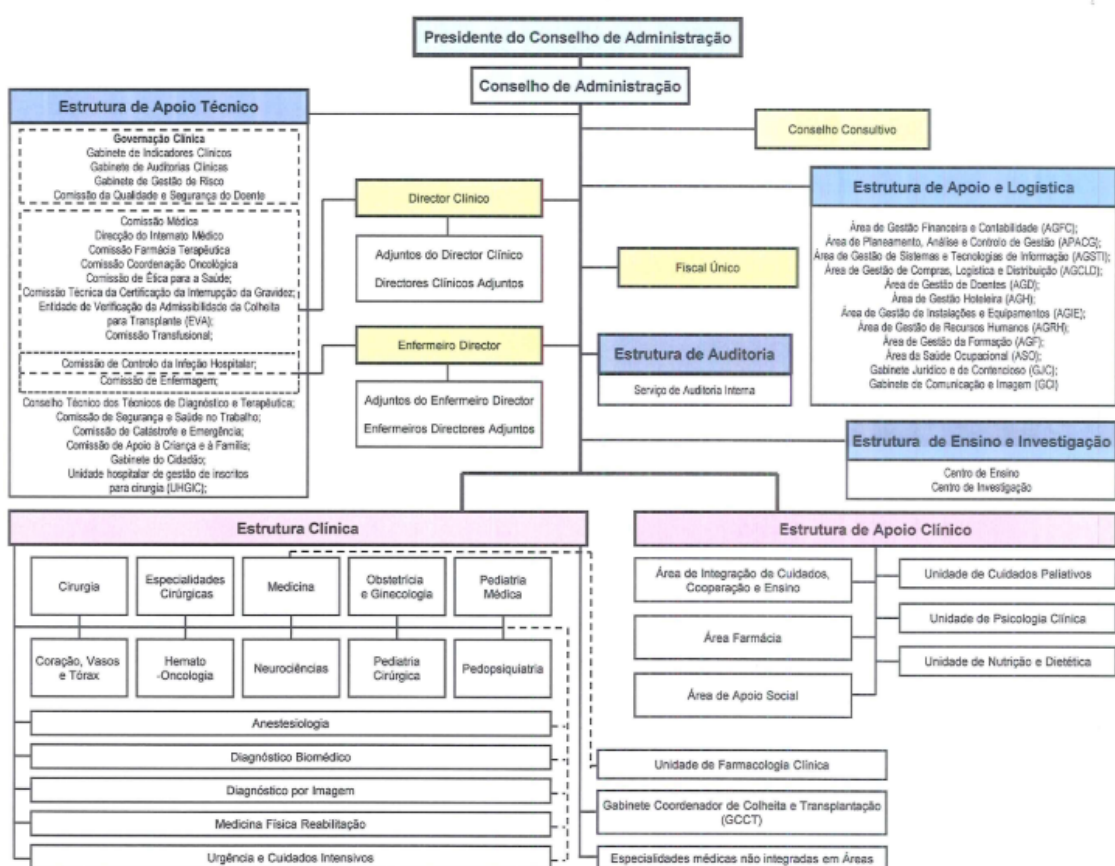 Presidente do Conselho de Administração
Conselho de Administração
Estrutura de Apoio Técnico
Governação Clínica
Gabinete de Indicadores Clínicos
Gabinete de Auditorias Clínicas
Gabinete de Gestão de Risco
Comissão da Qualidade e Segurança do Doente
Comissão Médica
Direcção do Internato Médico
Comissão Farmácia Terapêutica
Comissão Coordenação Oncológica
Comissão de Ética para a Saúde;
Comissão Técnica da Certificação da Interrupção da Gravidez;
Entidade de Verificação da Admissibilidade da Colheita
para Transplante (EVA);
Comissão Transfusional;
Comissão de Controlo da Infeção Hospitalar;
Comissão de Enfermagem;
Conselho Técnico dos Técnicos de Diagnóstico e Terapêutica;
Comissão de Segurança e Saúde no Trabalho;
Comissão de Catástrofe e Emergência;
Comissão de Apoio à Criança e à Família;
Gabinete do Cidadão;
Unidade hospitalar de gestão de inscritos
para cirurgia (UHGIC);
Conselho Consultivo
Director Clínico
Adjuntos do Director Clínico
Directores Clínicos Adjuntos
Fiscal Único
Enfermeiro Director
Adjuntos do Enfermeiro Director
Enfermeiros Directores Adjuntos
Estrutura de Auditoria
Serviço de Auditoria Interna
Estrutura de Apoio e Logística
Área de Gestão Financeira e Contabilidade (AGFC);
Área de Planeamento, Análise e Controlo de Gestão (APACG);
Área de Gestão de Sistemas e Tecnologias de Informação (AGSTI);
Área de Gestão de Compras, Logística e Distribuição (AGCLD);
Área de Gestão de Doentes (AGD);
Área de Gestão Hoteleira (AGH);
Área de Gestão de Instalações e Equipamentos (AGIE);
Área de Gestão de Recursos Humanos (AGRH);
Área de Gestão da Formação (AGF);
Área da Saúde Ocupacional (ASO);
Gabinete Jurídico e de Contencioso (GJC);
Gabinete de Comunicação e Imagem (GCI)
Estrutura de Ensino e Investigação
Centro de Ensino
Centro de Investigação
Estrutura Clínica
Cirurgia
Especialidades
Cirúrgicas
Medicina
Obstetrícia
e Ginecologia
Pediatria
Médica
Coração, Vasos
e Tórax
Hemato
-Oncologia
Neurociências
Pediatria
Cirúrgica
Pedopsiquiatria
Anestesiologia
Diagnóstico Biomédico
Diagnóstico por Imagem
Medicina Física Reabilitação
Urgência e Cuidados Intensivos
Estrutura de Apoio Clínico
Área de Integração de Cuidados,
Cooperação e Ensino
Área Farmácia
Área de Apoio Social
Unidade de Cuidados Paliativos
Unidade de Psicologia Clínica
Unidade de Nutrição e Dietética
Unidade de Farmacologia Clínica
Gabinete Coordenador de Colheita e Transplantação
(GCCT)
Especialidades médicas não integradas em Áreas